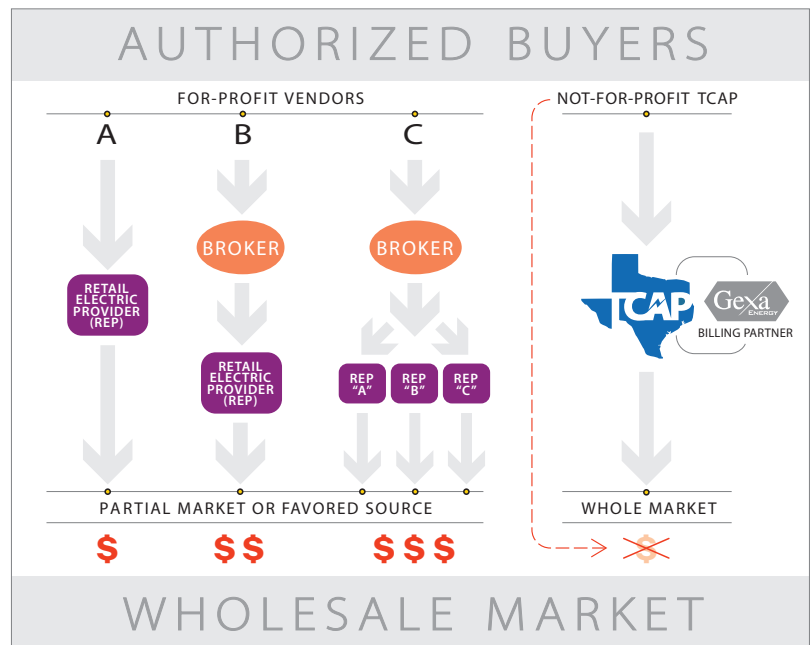 AUTHORIZED BUYERS
FOR-PROFIT VENDORS
NOT-FOR-PROFIT TCAP
A
B
C
BROKER
BROKER
RETAIL
ELECTRIC
PROVIDER
(REP)
TCAP
Gexa
ENERGY
BILLING PARTNER
RETAIL
ELECTRIC
PROVIDER
(REP)
REP
"A"
REP
"B"
REP
"C"
PARTIAL MARKET OR FAVORED SOURCE
WHOLE MARKET
$
$$
$$$
$
WHOLESALE MARKET